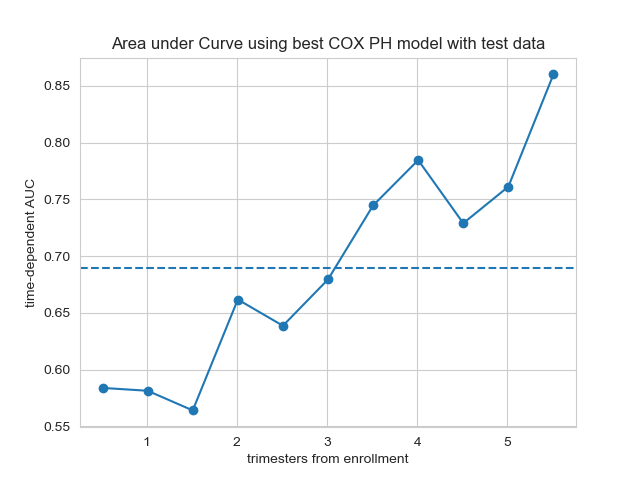 Area under Curve using best COX PH model with test data
time-dependent AUC
0.85
0.80
0.75
0.70
0.65
0.60
0.55
1 2 3 4 5
trimesters from enrollment